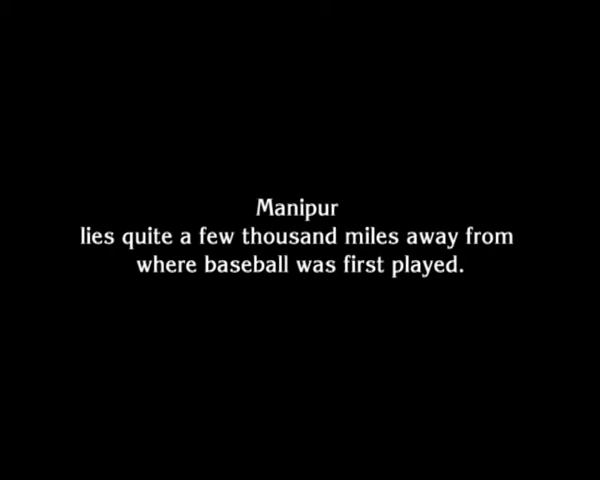 Manipur
lies quite a few thousand miles away from
where baseball was first played.